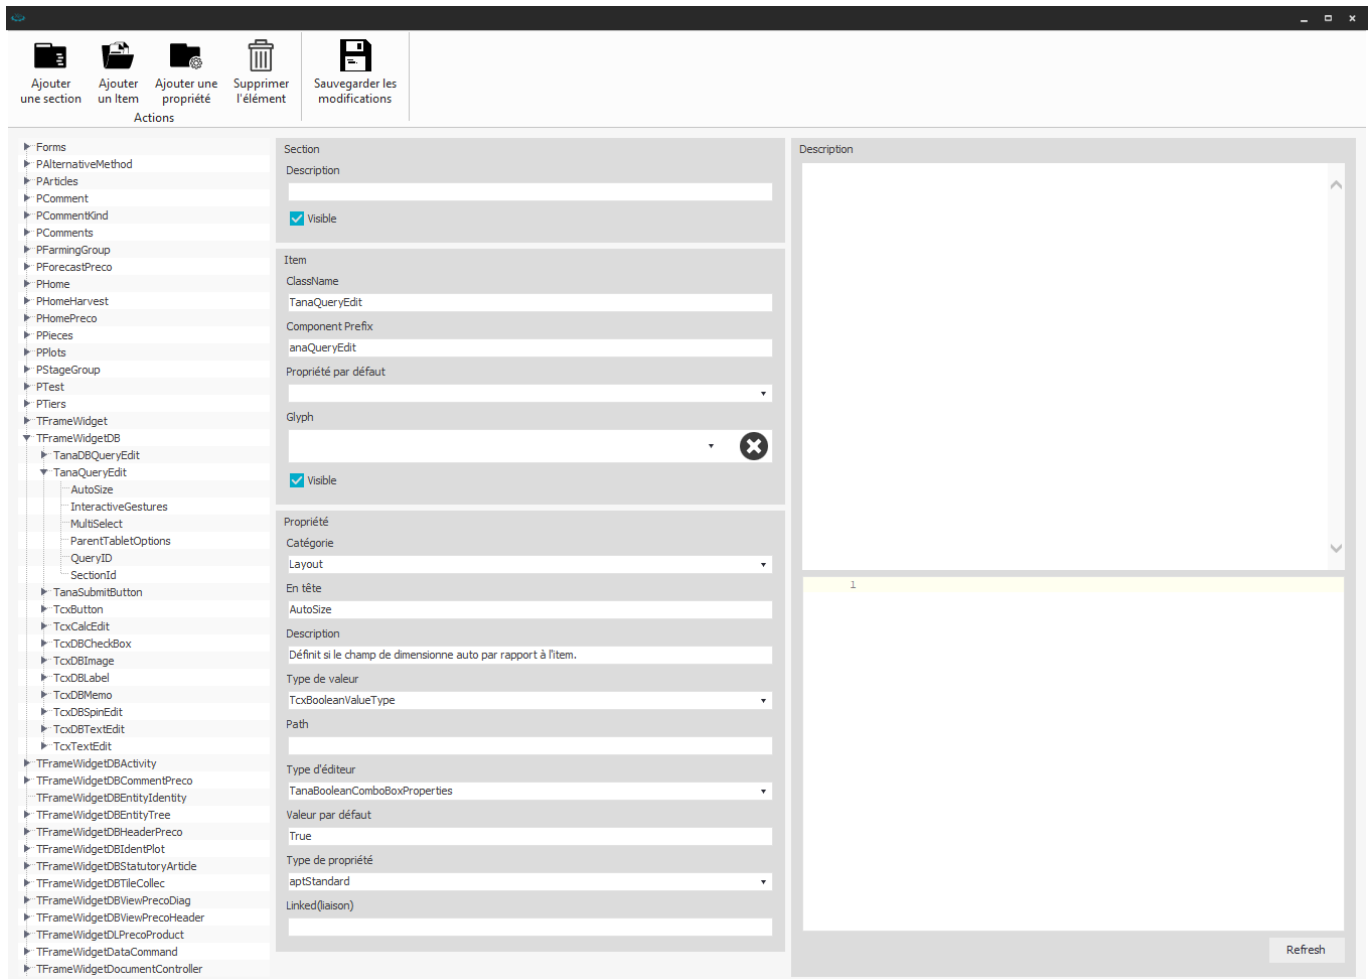 Ajouter
une section
Ajouter
un Item
Ajouter une
propriété
Supprimer
l'élément
Sauvegarder les
modifications
Actions
Forms
PAlternativeMethod
PArticles
PComment
PCommentKind
PComments
PFarmingGroup
PForecastPreco
PHome
PHomeHarvest
PHomePreco
PPieces
PPlots
PStageGroup
PTest
PTiers
TFrameWidget
TFrameWidgetDB
TanaDBQueryEdit
TanaQueryEdit
AutoSize
InteractiveGestures
MultiSelect
ParentTabletOptions
QueryID
SectionId
TanaSubmitButton
TcxButton
TcxCalcEdit
TcxDBCheckBox
TcxDBImage
TcxDBLabel
TcxDBMemo
TcxDBSpinEdit
TcxDBTextEdit
TcxTextEdit
TFrameWidgetDBActivity
TFrameWidgetDBCommentPreco
TFrameWidgetDBEntityIdentity
TFrameWidgetDBEntityTree
TFrameWidgetDBHeaderPreco
TFrameWidgetDBIdentPlot
TFrameWidgetDBStatutoryArticle
TFrameWidgetDBTileCollec
TFrameWidgetDBViewPrecoDiag
TFrameWidgetDBViewPrecoHeader
TFrameWidgetDLPrecoProduct
TFrameWidgetDataCommand
TFrameWidgetDocumentController
Section
Description
Visible
Item
ClassName
TanaQueryEdit
Component Prefix
anaQueryEdit
Propriété par défaut
Glyph
Visible
Propriété
Catégorie
Layout
En tête
AutoSize
Description
Définit si le champ de dimensionne auto par rapport à l'item.
Type de valeur
TcxBooleanValueType
Path
Type d'éditeur
TanaBooleanComboBoxProperties
Valeur par défaut
True
Type de propriété
aptStandard
Linked(liaison)
Description
1
Refresh